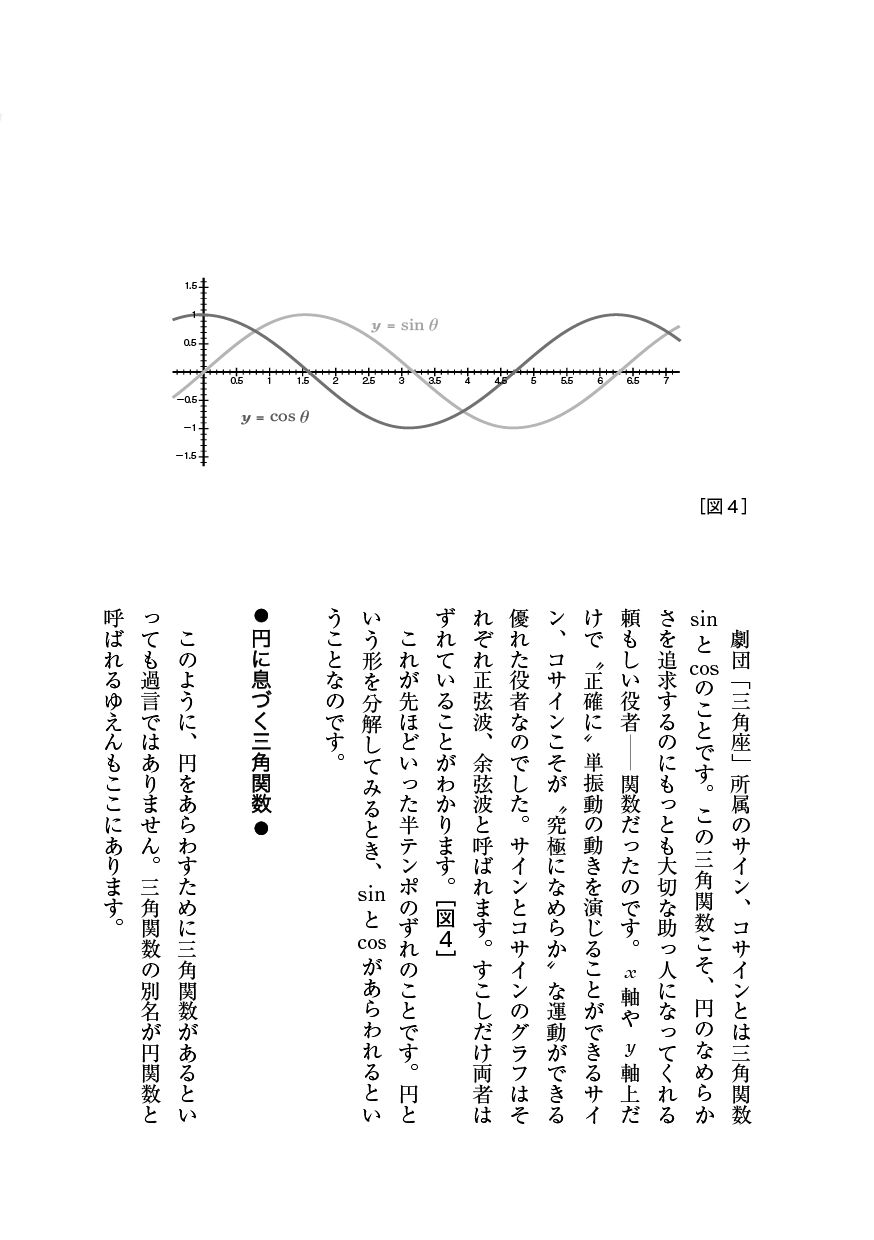 1.5
1
0.5
−0.5
−1
−1.5
0.5
1
1.5
2
2.5
3
3.5
4
4.5
5
5.5
6
6.5
7
y = sin θ
y = cos θ
［図４］
劇団「三角座」所属のサイン、コサインとは三角関数
sinとcosのことです。この三角関数こそ、円のなめらか
さを追求するのにもっとも大切な助っ人になってくれる
頼もしい役者――関数だったのです。x軸やy軸上だ
けで〝正確に〟単振動の動きを演じることができるサイ
ン、コサインこそが〝究極になめらか〟な運動ができる
優れた役者なのでした。サインとコサインのグラフはそ
れぞれ正弦波、余弦波と呼ばれます。すこしだけ両者は
ずれていることがわかります。［図４］
これが先ほどいった半テンポのずれのことです。円と
いう形を分解してみるとき、sinとcosがあらわれるとい
うことなのです。
●円に息づく三角関数●
このように、円をあらわすために三角関数があるとい
っても過言ではありません。三角関数の別名が円関数と
呼ばれるゆえんもここにあります。